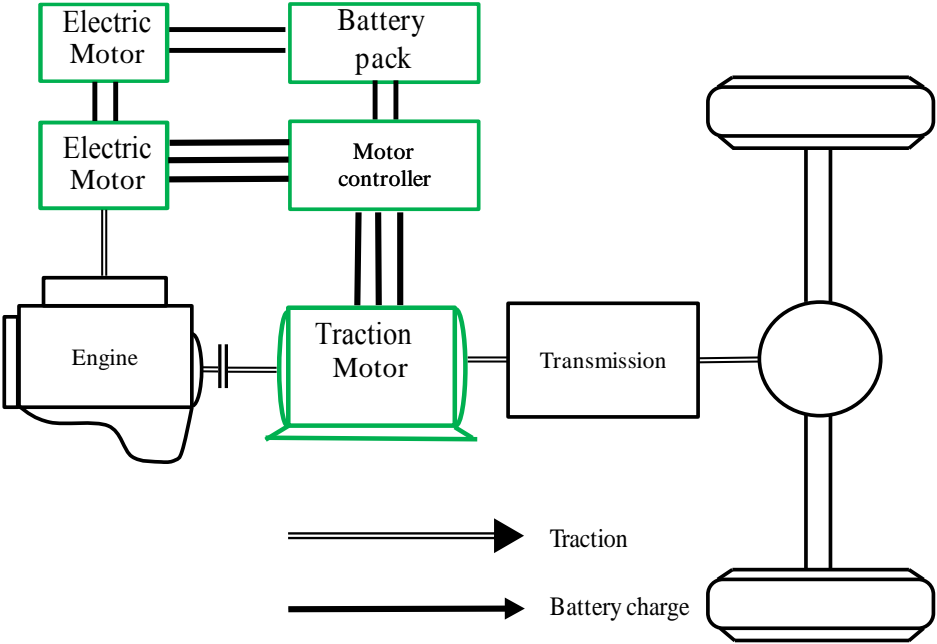 Electric
Motor
Battery
pack
Electric
Motor
Motor
controller
Engine
Traction
Motor
Transmission
Traction
Battery charge